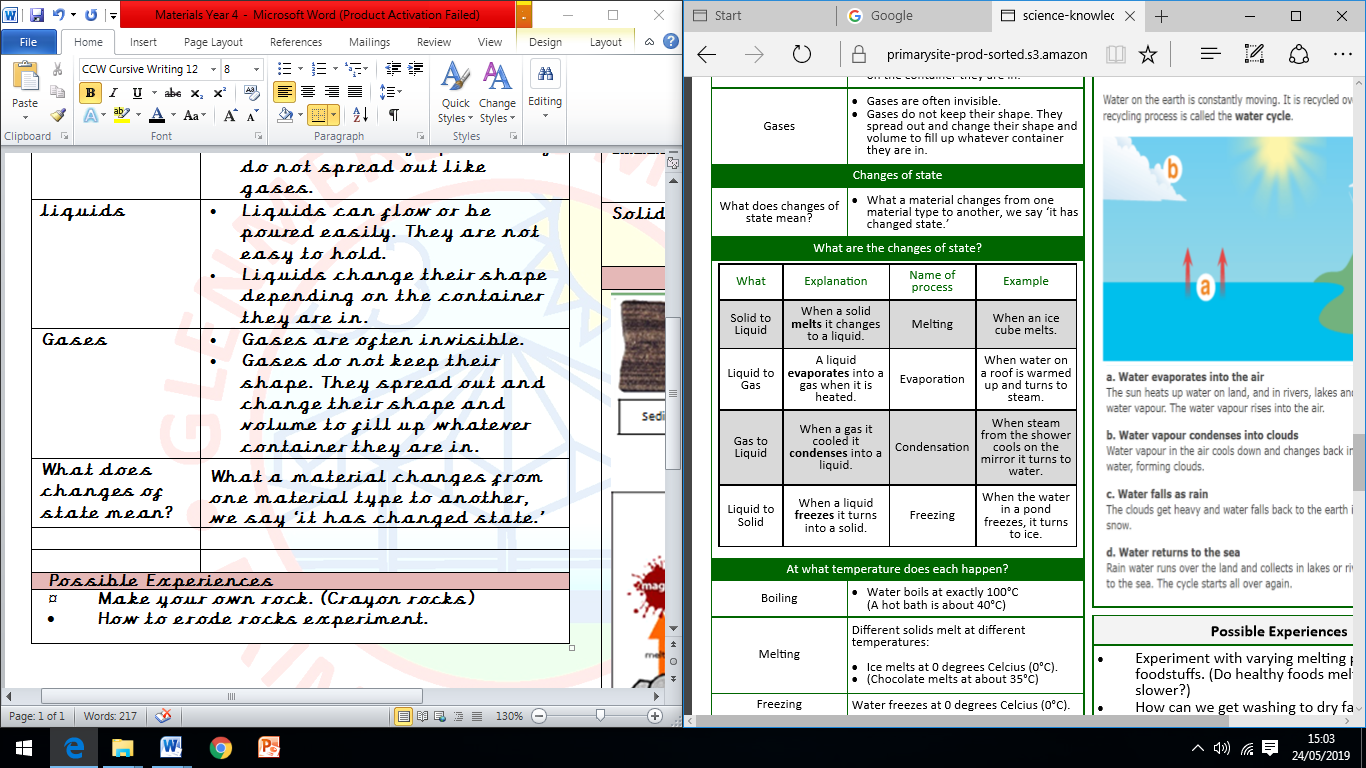 Materials Year 4 - Microsoft Word (Product Activation Failed)
File Home Insert Page Layout References Mailings Review View Design Layout
Paste
CCW Cursive Writing 12 8
B I U abc x₂ x²
Quick Styles
Change Styles
Editing
Clipboard Font Paragraph Styles
do not spread out like
gases.
liquids
• Liquids can flow or be
poured easily. They are not
easy to hold.
• Liquids change their shape
depending on the container
they are in.
Gases
• Gases are often invisible.
• Gases do not keep their
shape. They spread out and
change their shape and
volume to fill up whatever
container they are in.
What does
changes of
state mean?
What a material changes from
one material type to another,
we say ‘it has changed state.’
Possible Experiences
¤ Make your own rock. (Crayon rocks)
• How to erode rocks experiment.
Solid
Sedi
mag
melt
Page: 1 of 1 Words: 217 130%
Start Google science-knowlec
primarysite-prod-sorted.s3.amazon
on the container they are in.
Gases
• Gases are often invisible.
• Gases do not keep their shape. They
spread out and change their shape and
volume to fill up whatever container
they are in.
Changes of state
What does changes of
state mean?
• What a material changes from one
material type to another, we say ‘it has
changed state.’
What are the changes of state?
What Explanation Name of process Example
Solid to
Liquid
When a solid
melts it changes
to a liquid.
Melting
When an ice
cube melts.
Liquid to
Gas
A liquid
evaporates into a
gas when it is
heated.
Evaporation
When water on
a roof is warmed
up and turns to
steam.
Gas to
Liquid
When a gas it
cooled it
condenses into a
liquid.
Condensation
When steam
from the shower
cools on the
mirror it turns to
water.
Liquid to
Solid
When a liquid
freezes it turns
into a solid.
Freezing
When the water
in a pond
freezes, it turns
to ice.
At what temperature does each happen?
Boiling
• Water boils at exactly 100°C
(A hot bath is about 40°C)
Melting
Different solids melt at different
temperatures:
• Ice melts at 0 degrees Celcius (0°C).
• (Chocolate melts at about 35°C)
Freezing
Water freezes at 0 degrees Celcius (0°C).
Water on the earth is constantly moving. It is recycled ov
recycling process is called the water cycle.
b
a
a. Water evaporates into the air
The sun heats up water on land, and in rivers, lakes and
water vapour. The water vapour rises into the air.
b. Water vapour condenses into clouds
Water vapour in the air cools down and changes back in
water, forming clouds.
c. Water falls as rain
The clouds get heavy and water falls back to the earth i
snow.
d. Water returns to the sea
Rain water runs over the land and collects in lakes or riv
to the sea. The cycle starts all over again.
Possible Experiences
• Experiment with varying melting p
foodstuffs. (Do healthy foods mel
slower?)
• How can we get washing to dry fa
15:03
24/05/2019